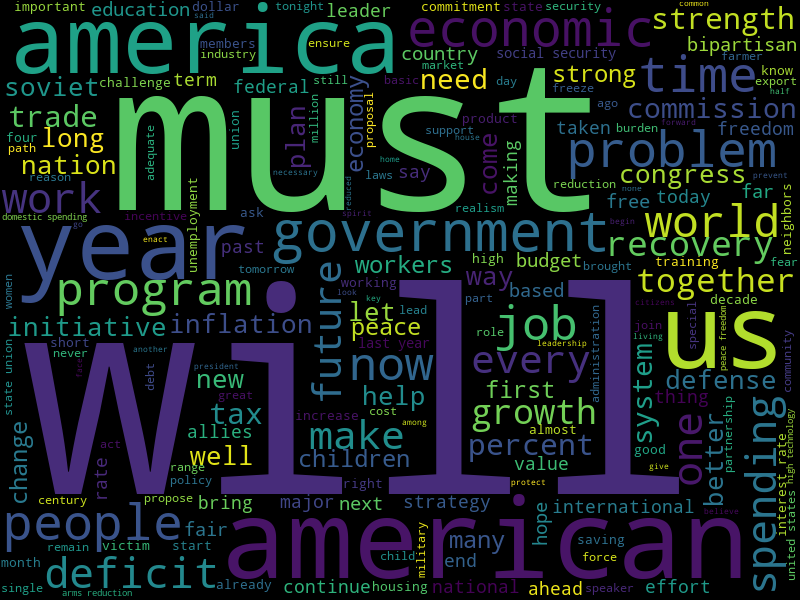 important education dollar leader commitment state security common strength
said tonight
america members economic bipartisan
industry ensure country social security farmer
soviet challenge term federal still market need strong time know
basic day export
trade must economy proposal freeze ago commission half
four union plan million product taken burden freedom
path long adequate support come making problem
nation home house forward
reason laws say reduction congress
necessary none prevent
work unemployment reduced realism free today far neighbors
domestic spending incentive ask spirit begin world
go
year enact past government recovery
tomorrow workers high budget brought training fear
women program future working way based together
look key part decade
initiative inflation let lead job administration citizens
short peace role special join us peace freedom
never last year leadership living community
state union another now every system defense
debt president new help first thing
fact great growth
will tax increase cost among one better partnership spending
allies make almost good
change act well percent
range children value give
rate policy right protect interest rate high technology
century propose bring major next strategy international believe united states
people fair american many hope
remain victim start military saving
month deficit child end force
single already continue housing national ahead speaker effort
arms reduction